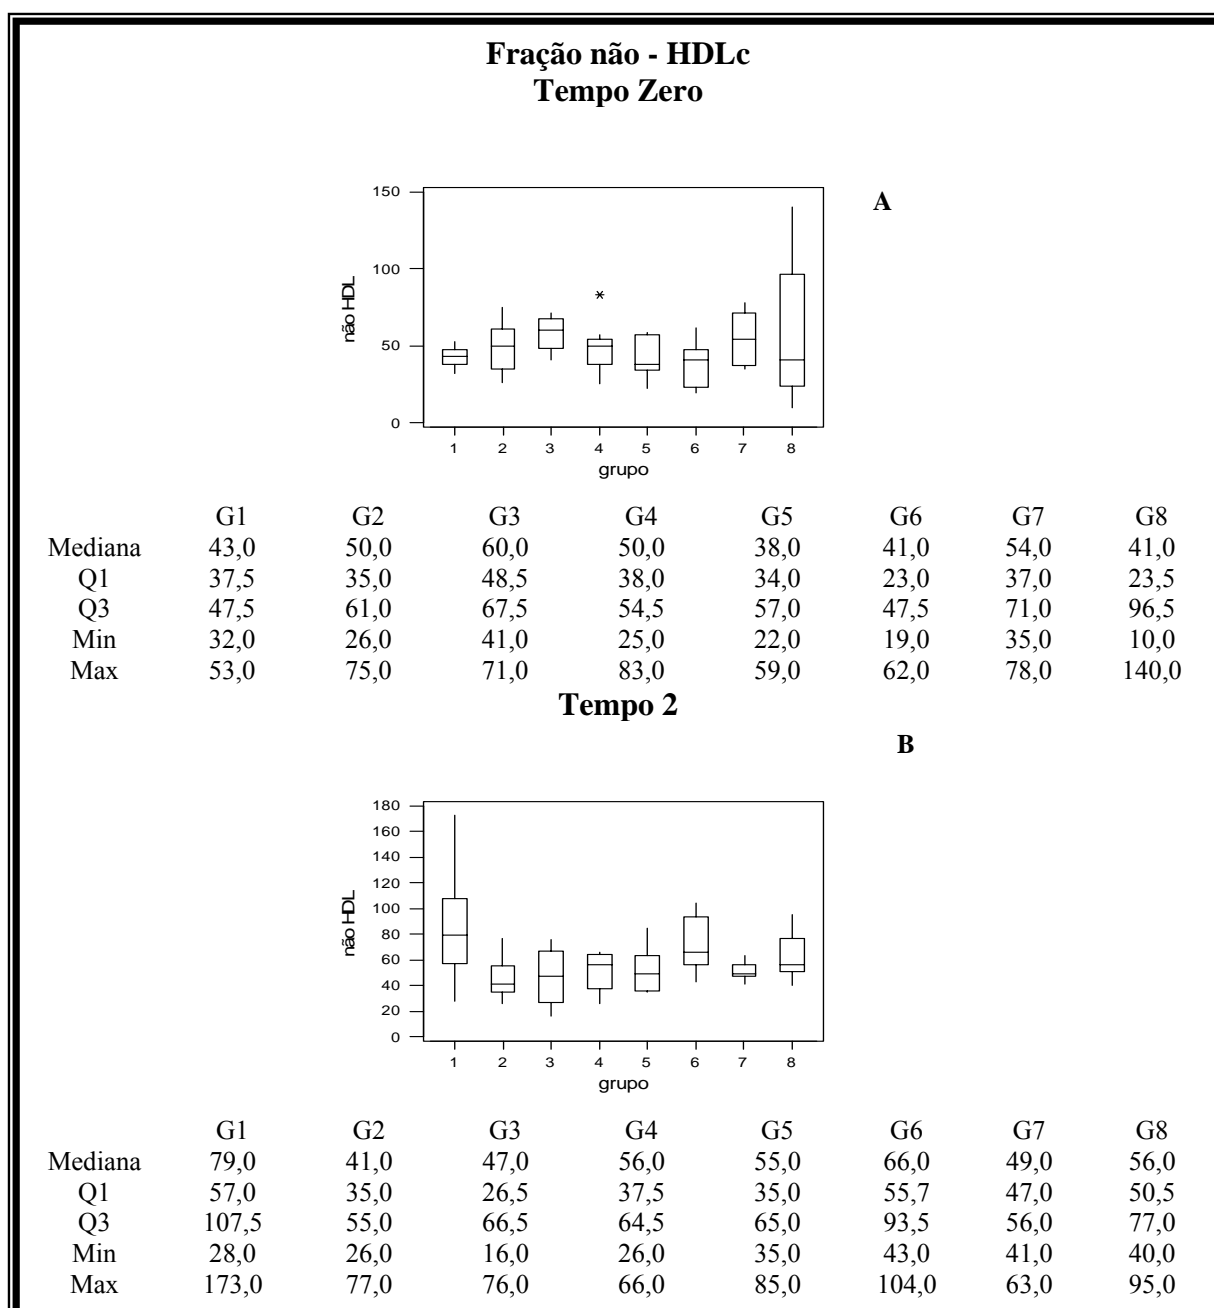 Fração não - HDLc
Tempo Zero
A
150
100
50
0
não HDL
*
1 2 3 4 5 6 7 8
grupo
G1 G2 G3 G4 G5 G6 G7 G8
Mediana 43,0 50,0 60,0 50,0 38,0 41,0 54,0 41,0
Q1 37,5 35,0 48,5 38,0 34,0 23,0 37,0 23,5
Q3 47,5 61,0 67,5 54,5 57,0 47,5 71,0 96,5
Min 32,0 26,0 41,0 25,0 22,0 19,0 35,0 10,0
Max 53,0 75,0 71,0 83,0 59,0 62,0 78,0 140,0
Tempo 2
B
180
160
140
120
100
80
60
40
20
0
não HDL
1 2 3 4 5 6 7 8
grupo
G1 G2 G3 G4 G5 G6 G7 G8
Mediana 79,0 41,0 47,0 56,0 55,0 66,0 49,0 56,0
Q1 57,0 35,0 26,5 37,5 35,0 55,7 47,0 50,5
Q3 107,5 55,0 66,5 64,5 65,0 93,5 56,0 77,0
Min 28,0 26,0 16,0 26,0 35,0 43,0 41,0 40,0
Max 173,0 77,0 76,0 66,0 85,0 104,0 63,0 95,0